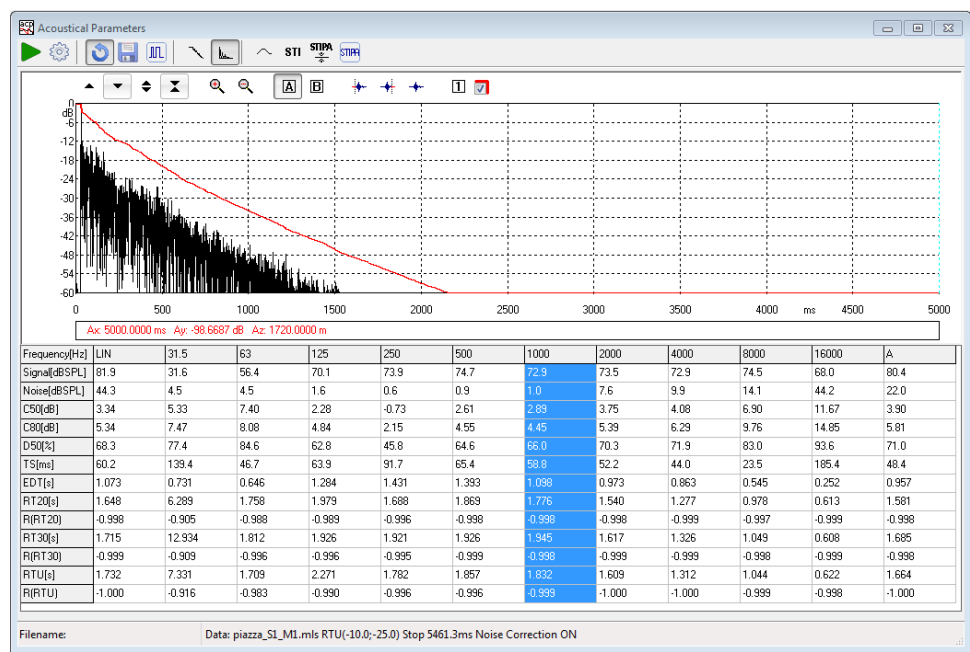 Acoustical Parameters
STI STIPA STIPA
A B 1
0
dB
-6
-12
-18
-24
-30
-36
-42
-48
-54
-60
0 500 1000 1500 2000 2500 3000 3500 4000 ms 4500 5000
Ax: 5000.0000 ms Ay: -98.6687 dB Az: 1720.0000 m
Frequency[Hz] LIN 31.5 63 125 250 500 1000 2000 4000 8000 16000 A
Signal[dBSPL] 81.9 31.6 56.4 70.1 73.9 74.7 72.9 73.5 72.9 74.5 68.0 80.4
Noise[dBSPL] 44.3 4.5 4.5 1.6 0.6 0.9 1.0 7.6 9.9 14.1 44.2 22.0
C50[dB] 3.34 5.33 7.40 2.28 -0.73 2.61 2.89 3.75 4.08 6.90 11.67 3.90
C80[dB] 5.34 7.47 8.08 4.84 2.15 4.55 4.45 5.39 6.29 9.76 14.85 5.81
D50[%] 68.3 77.4 84.6 62.8 45.8 64.6 66.0 70.3 71.9 83.0 93.6 71.0
TS[ms] 60.2 139.4 46.7 63.9 91.7 65.4 58.8 52.2 44.0 23.5 185.4 48.4
EDT[s] 1.073 0.731 0.646 1.284 1.431 1.393 1.098 0.973 0.863 0.545 0.252 0.957
RT20[s] 1.648 6.289 1.758 1.979 1.688 1.869 1.776 1.540 1.277 0.978 0.613 1.581
R(RT20) -0.998 -0.905 -0.988 -0.989 -0.996 -0.998 -0.998 -0.998 -0.999 -0.997 -0.999 -0.998
RT30[s] 1.715 12.934 1.812 1.926 1.921 1.926 1.945 1.617 1.326 1.049 0.608 1.685
R(RT30) -0.999 -0.909 -0.996 -0.996 -0.995 -0.999 -0.998 -0.999 -0.999 -0.998 -0.999 -0.998
RTU[s] 1.732 7.331 1.709 2.271 1.782 1.857 1.832 1.609 1.312 1.044 0.622 1.664
R(RTU) -1.000 -0.916 -0.983 -0.990 -0.996 -0.996 -0.999 -1.000 -1.000 -0.999 -0.998 -1.000
Filename: Data: piazza_S1_M1.mls RTU(-10.0;-25.0) Stop 5461.3ms Noise Correction ON